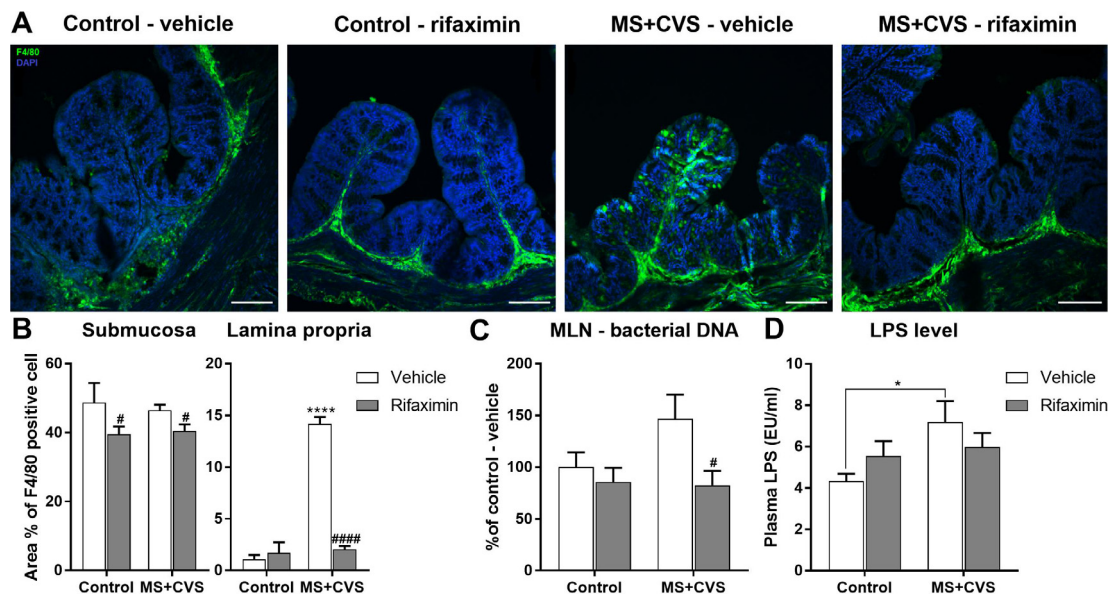 A
Control - vehicle
Control - rifaximin
MS+CVS - vehicle
MS+CVS - rifaximin
F4/80
DAPI
B
Submucosa
Lamina propria
Area % of F4/80 positive cell
60
40
20
0
#
#
Control
MS+CVS
20
15
10
5
0
****
####
Control
MS+CVS
Vehicle
Rifaximin
C
MLN - bacterial DNA
%of control - vehicle
200
150
100
50
0
#
Control
MS+CVS
D
LPS level
Plasma LPS (EU/ml)
10
8
6
4
2
0
*
Control
MS+CVS
Vehicle
Rifaximin